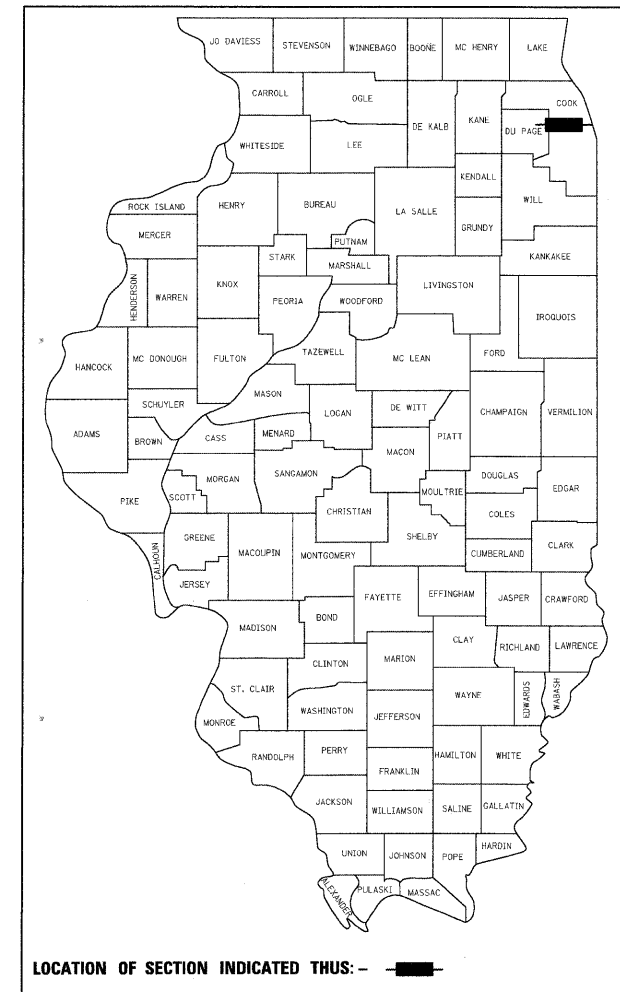 JO DAVIESS STEVENSON WINNEBAGO BOONE MC HENRY LAKE
CARROLL OGLE DE KALB KANE COOK
DU PAGE
WHITESIDE LEE
KENDALL WILL
ROCK ISLAND HENRY BUREAU LA SALLE
GRUNDY
MERCER PUTNAM
STARK MARSHALL KANKAKEE
HENDERSON WARREN KNOX PEORIA WOODFORD LIVINGSTON
IROQUOIS
HANCOCK MC DONOUGH FULTON TAZEWELL MC LEAN FORD
MASON
SCHUYLER LOGAN DE WITT CHAMPAIGN VERMILION
ADAMS BROWN CASS MENARD MACON PIATT
SANGAMON
PIKE SCOTT MORGAN CHRISTIAN MOULTRIE DOUGLAS EDGAR
COLES
GREENE MACOUPIN MONTGOMERY SHELBY CUMBERLAND CLARK
CALHOUN
JERSEY FAYETTE EFFINGHAM JASPER CRAWFORD
MADISON BOND
CLAY RICHLAND LAWRENCE
CLINTON MARION
ST. CLAIR WAYNE EDWARDS WABASH
MONROE WASHINGTON JEFFERSON
RANDOLPH PERRY HAMILTON WHITE
FRANKLIN
JACKSON WILLIAMSON SALINE GALLATIN
HARDIN
UNION JOHNSON POPE
ALEXANDER PULASKI MASSAC
LOCATION OF SECTION INDICATED THUS: -